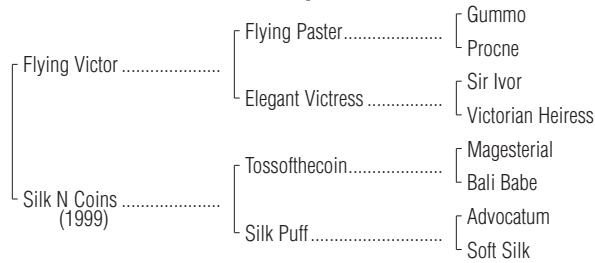 Gummo
Flying Paster
Procne
Flying Victor
Sir Ivor
Elegant Victress
Victorian Heiress
Magesterial
Tossofthecoin
Bali Babe
Silk N Coins
(1999)
Advocatum
Silk Puff
Soft Silk